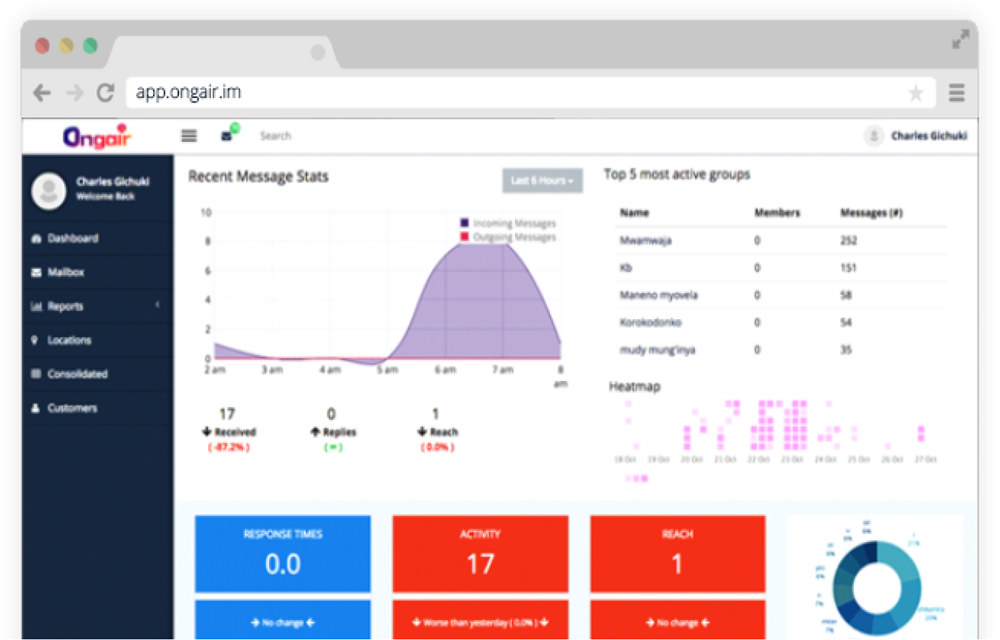 app.ongair.im
Ongair
Search
Charles Gichuki
Charles Gichuki
Welcome Back
Dashboard
Mailbox
Reports
Locations
Consolidated
Customers
Recent Message Stats
Last 6 Hours
Incoming Messages
Outgoing Messages
10
8
6
4
2
0
2 am 3 am 4 am 5 am 6 am 7 am 8 am
17 0 1
Received Replies Reach
(-87.2%) (∞) (0.0%)
Top 5 most active groups
Name Members Messages (#)
Mwamwaja 0 252
Kb 0 151
Maneno myovela 0 58
Korokodonko 0 54
mudy mung'inya 0 35
Heatmap
18 Oct 19 Oct 20 Oct 21 Oct 22 Oct 23 Oct 24 Oct 25 Oct 26 Oct 27 Oct
RESPONSE TIMES
0.0
→ No change ←
ACTIVITY
17
Worse than yesterday ( 0.0% )
REACH
1
→ No change ←